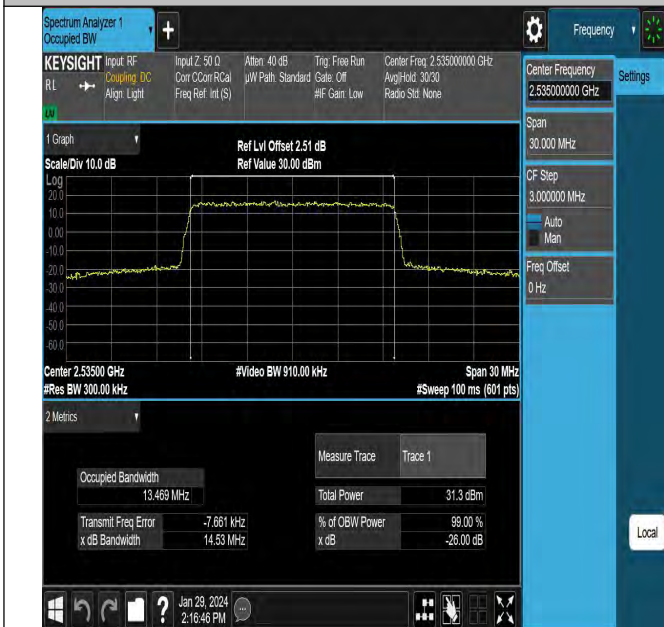 Spectrum Analyzer 1
Occupied BW
Frequency
KEYSIGHT
RL
Input: RF
Coupling: DC
Align: Light
Input Z: 50 Ω
Corr CCorr RCal
Freq Ref: Int (S)
Atten: 40 dB
µW Path: Standard
Trig: Free Run
Gate: Off
#IF Gain: Low
Center Freq: 2.535000000 GHz
Avg|Hold: 30/30
Radio Std: None
Center Frequency
2.535000000 GHz
Settings
Span
30.000 MHz
CF Step
3.000000 MHz
Auto
Man
Freq Offset
0 Hz
Local
1 Graph
Scale/Div 10.0 dB
Ref Lvl Offset 2.51 dB
Ref Value 30.00 dBm
Log
20.0
10.0
0.00
-10.0
-20.0
-30.0
-40.0
-50.0
-60.0
Center 2.53500 GHz
#Video BW 910.00 kHz
Span 30 MHz
#Res BW 300.00 kHz
#Sweep 100 ms (601 pts)
2 Metrics
Measure Trace
Trace 1
Occupied Bandwidth
13.469 MHz
Total Power
31.3 dBm
Transmit Freq Error
-7.661 kHz
% of OBW Power
99.00 %
x dB Bandwidth
14.53 MHz
x dB
-26.00 dB
Jan 29, 2024
2:16:46 PM